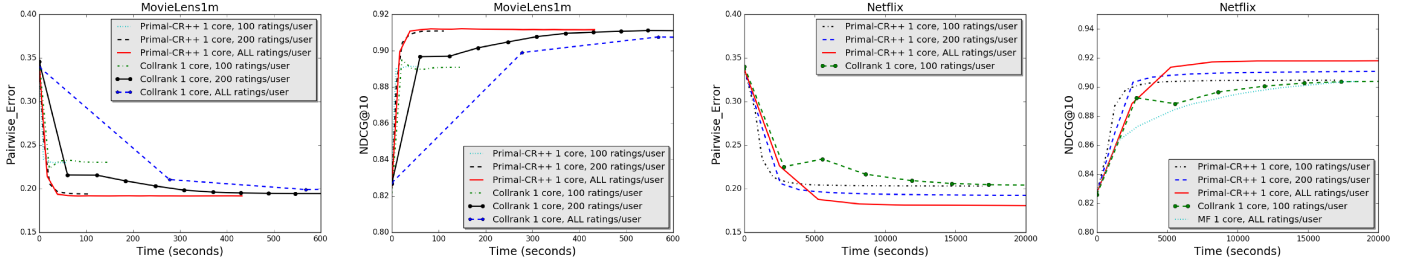 MovieLens1m
0.40
0.35
0.30
0.25
0.20
0.15
Pairwise_Error
Primal-CR++ 1 core, 100 ratings/user
Primal-CR++ 1 core, 200 ratings/user
Primal-CR++ 1 core, ALL ratings/user
Collrank 1 core, 100 ratings/user
Collrank 1 core, 200 ratings/user
Collrank 1 core, ALL ratings/user
0 100 200 300 400 500 600
Time (seconds)
MovieLens1m
0.92
0.90
0.88
0.86
0.84
0.82
0.80
NDCG@10
Primal-CR++ 1 core, 100 ratings/user
Primal-CR++ 1 core, 200 ratings/user
Primal-CR++ 1 core, ALL ratings/user
Collrank 1 core, 100 ratings/user
Collrank 1 core, 200 ratings/user
Collrank 1 core, ALL ratings/user
0 100 200 300 400 500 600
Time (seconds)
Netflix
0.40
0.35
0.30
0.25
0.20
0.15
Pairwise_Error
Primal-CR++ 1 core, 100 ratings/user
Primal-CR++ 1 core, 200 ratings/user
Primal-CR++ 1 core, ALL ratings/user
Collrank 1 core, 100 ratings/user
0 5000 10000 15000 20000
Time (seconds)
Netflix
0.94
0.92
0.90
0.88
0.86
0.84
0.82
0.80
NDCG@10
Primal-CR++ 1 core, 100 ratings/user
Primal-CR++ 1 core, 200 ratings/user
Primal-CR++ 1 core, ALL ratings/user
Collrank 1 core, 100 ratings/user
MF 1 core, ALL ratings/user
0 5000 10000 15000 20000
Time (seconds)